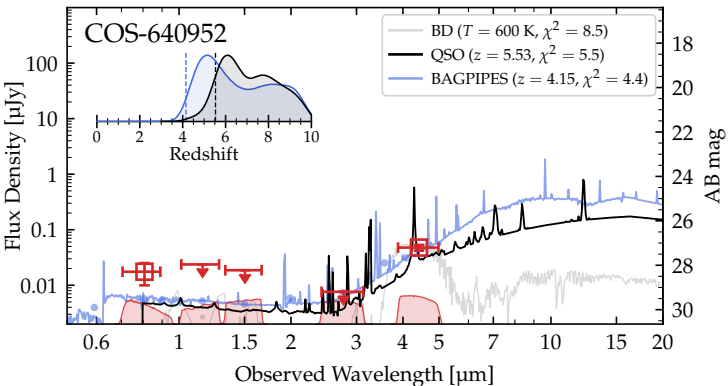 COS-640952
BD (T = 600 K, χ² = 8.5)
QSO (z = 5.53, χ² = 5.5)
BAGPIPES (z = 4.15, χ² = 4.4)
100
10
1
0.1
0.01
Flux Density [μJy]
18
20
22
24
26
28
30
AB mag
0 2 4 6 8 10
Redshift
0.6 1 1.5 2 3 4 5 7 10 15 20
Observed Wavelength [μm]